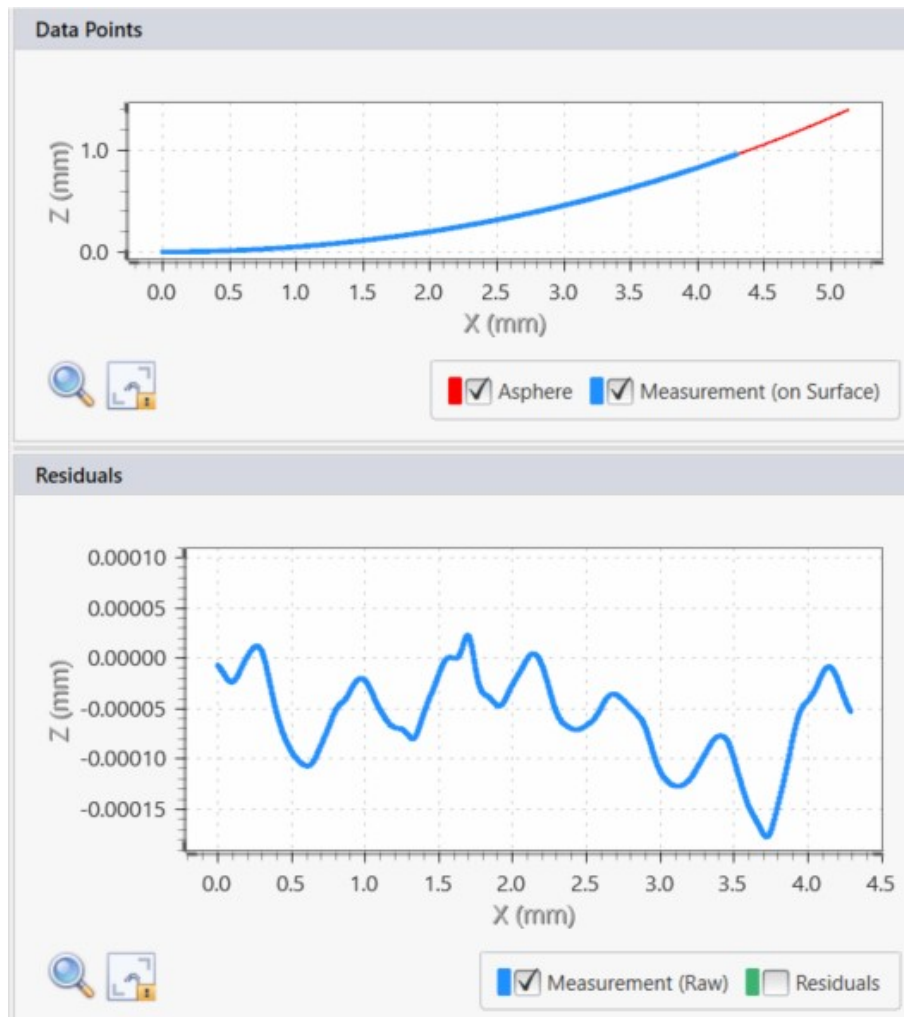 Data Points
1.0
0.0
Z (mm)
0.0 0.5 1.0 1.5 2.0 2.5 3.0 3.5 4.0 4.5 5.0
X (mm)
Asphere Measurement (on Surface)
Residuals
0.00010
0.00005
0.00000
-0.00005
-0.00010
-0.00015
Z (mm)
0.0 0.5 1.0 1.5 2.0 2.5 3.0 3.5 4.0 4.5
X (mm)
Measurement (Raw) Residuals